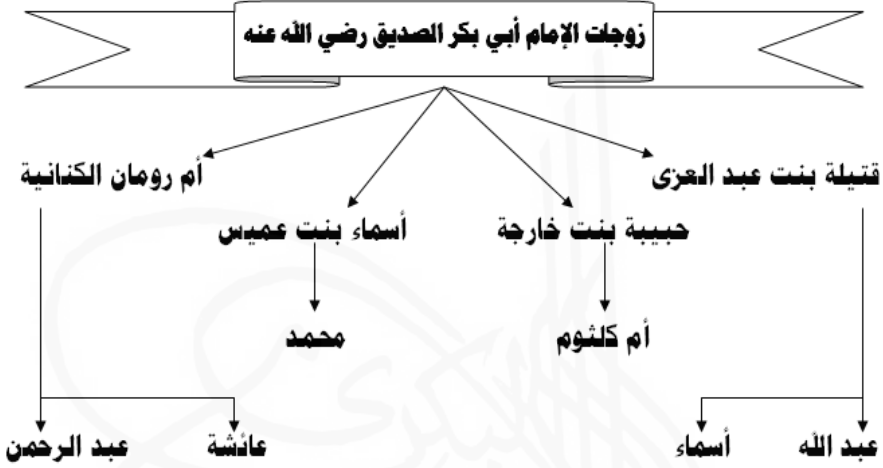 زوجات الإمام أبي بكر الصديق رضي الله عنه
قتيلة بنت عبد العزى
أم رومان الكنانية
حبيبة بنت خارجة
أسماء بنت عميس
أم كلثوم
محمد
عبد الله
أسماء
عائشة
عبد الرحمن